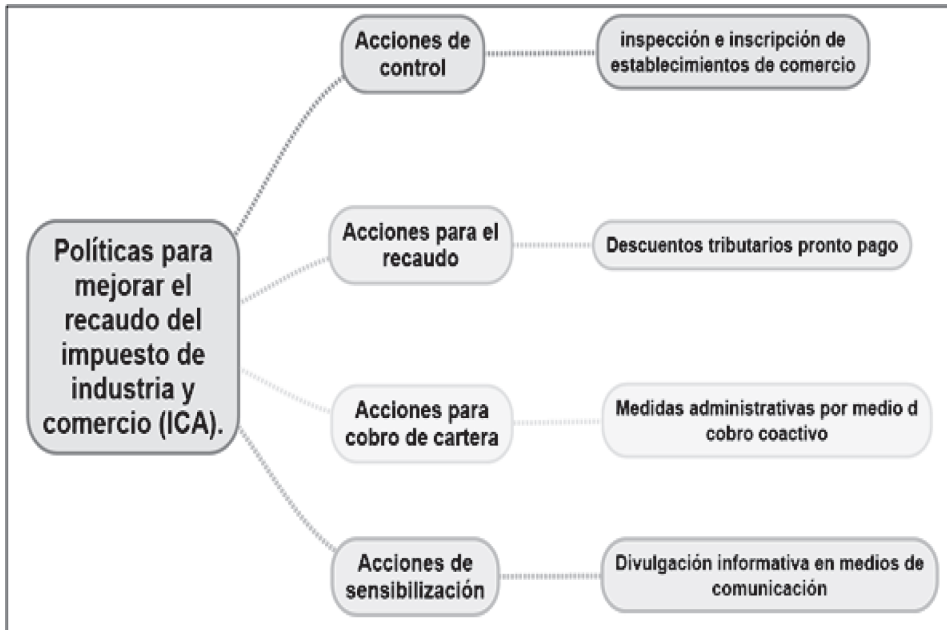 Políticas para
mejorar el
recaudo del
impuesto de
industria y
comercio (ICA).
Acciones de
control
inspección e inscripción de
establecimientos de comercio
Acciones para el
recaudo
Descuentos tributarios pronto pago
Acciones para
cobro de cartera
Medidas administrativas por medio d
cobro coactivo
Acciones de
sensibilización
Divulgación informativa en medios de
comunicación